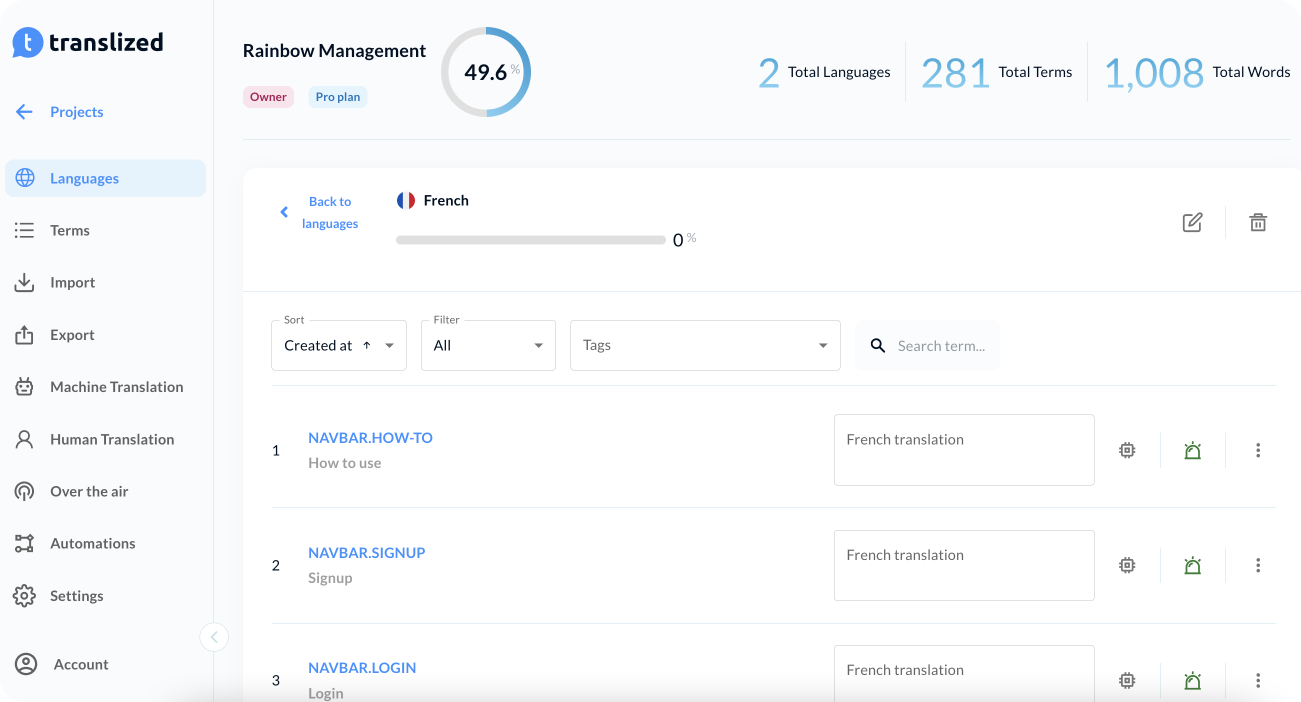 translized
Projects
Languages
Terms
Import
Export
Machine Translation
Human Translation
Over the air
Automations
Settings
Account
Rainbow Management
Owner
Pro plan
49.6 %
2 Total Languages
281 Total Terms
1,008 Total Words
Back to
languages
French
0 %
Sort
Created at ↑
Filter
All
Tags
Search term...
1
NAVBAR.HOW-TO
How to use
French translation
2
NAVBAR.SIGNUP
Signup
French translation
3
NAVBAR.LOGIN
Login
French translation